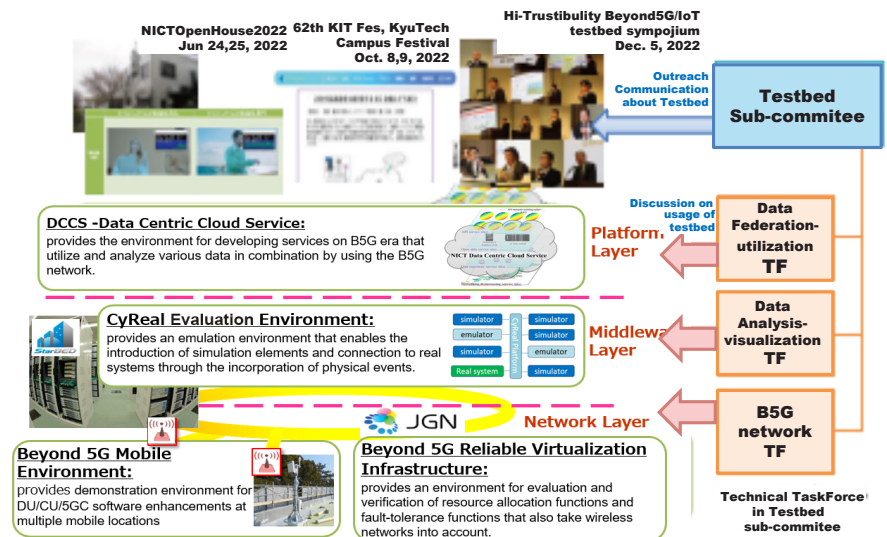 NICTOpenHouse2022
Jun 24,25, 2022
62th KIT Fes, KyuTech
Campus Festival
Oct. 8,9, 2022
Hi-Trustibulity Beyond5G/IoT
testbed sympojium
Dec. 5, 2022
Outreach
Communication
about Testbed
Testbed
Sub-commitee
DCCS -Data Centric Cloud Service:
provides the environment for developing services on B5G era that
utilize and analyze various data in combination by using the B5G
network.
NICT Data Centric Cloud Service
Platform
Layer
Discussion on
usage of
testbed
Data
Federation-
utilization
TF
StarBED
CyReal Evaluation Environment:
provides an emulation environment that enables the
introduction of simulation elements and connection to real
systems through the incorporation of physical events.
simulator
emulator
simulator
Real system
CyReal Platform
simulator
simulator
emulator
simulator
Middlewa
Layer
Data
Analysis-
visualization
TF
JGN
Network Layer
B5G
network
TF
Beyond 5G Mobile
Environment:
provides demonstration environment for
DU/CU/5GC software enhancements at
multiple mobile locations
Beyond 5G Reliable Virtualization
Infrastructure:
provides an environment for evaluation and
verification of resource allocation functions and
fault-tolerance functions that also take wireless
networks into account.
Technical TaskForce
in Testbed
sub-commitee